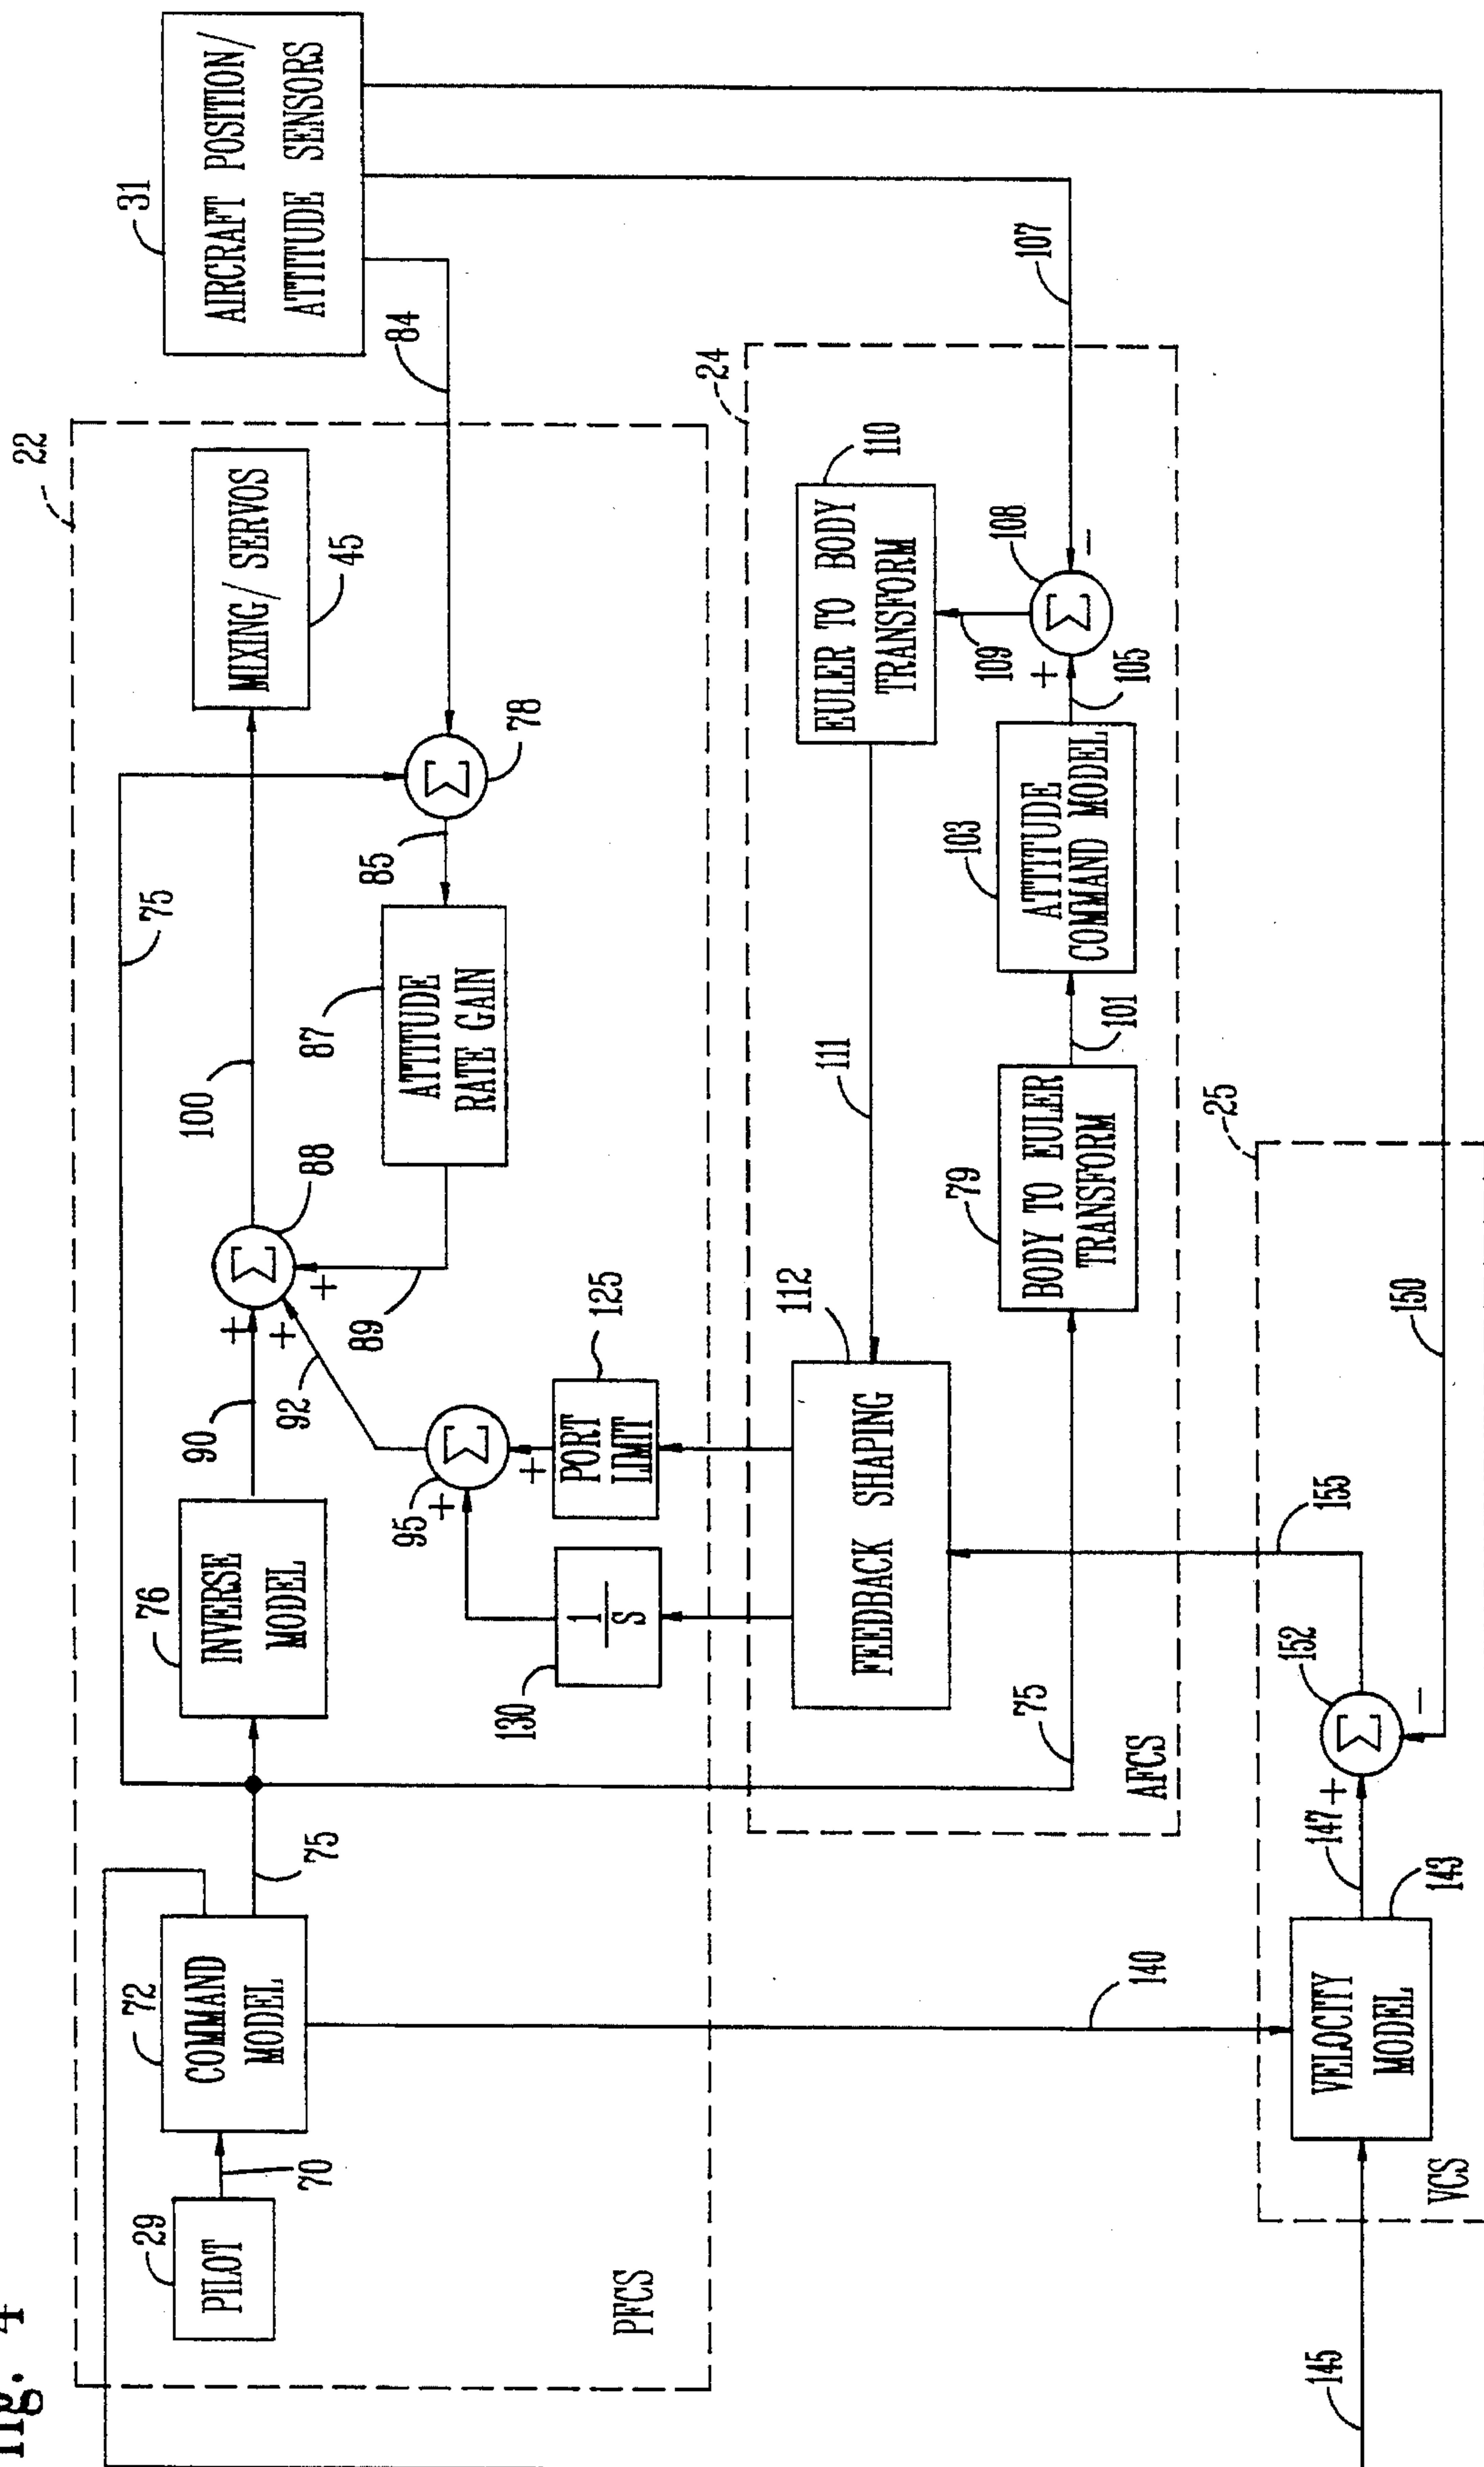 Fig. 4
22
PFCS
29
PILOT
70
72
COMMAND
MODEL
75
75
76
INVERSE
MODEL
90
+
+
+
88
92
89
100
Σ
MIXING/ SERVOS
45
31
AIRCRAFT POSITION/
ATTITUDE SENSORS
84
Σ
78
85
87
ATTITUDE
RATE GAIN
Σ
95
+
+
125
PORT
LIMIT
1
S
130
24
AFCS
110
EULER TO BODY
TRANSFORM
111
112
FEEDBACK SHAPING
75
79
BODY TO EULER
TRANSFORM
101
103
ATTITUDE
COMMAND MODEL
105
+
Σ
108
-
109
107
25
VCS
140
145
VELOCITY
MODEL
143
147
+
Σ
152
-
155
150